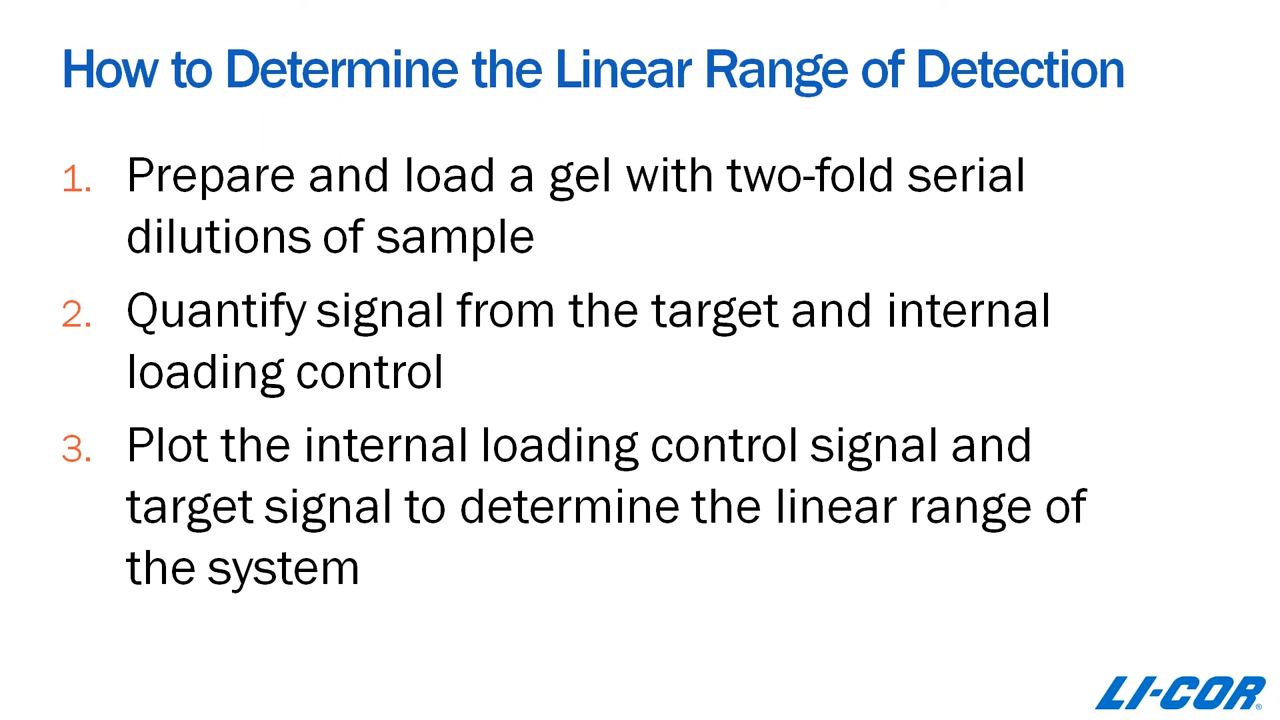 How to Determine the Linear Range of Detection
1. Prepare and load a gel with two-fold serial
dilutions of sample
2. Quantify signal from the target and internal
loading control
3. Plot the internal loading control signal and
target signal to determine the linear range of
the system
LI-COR®